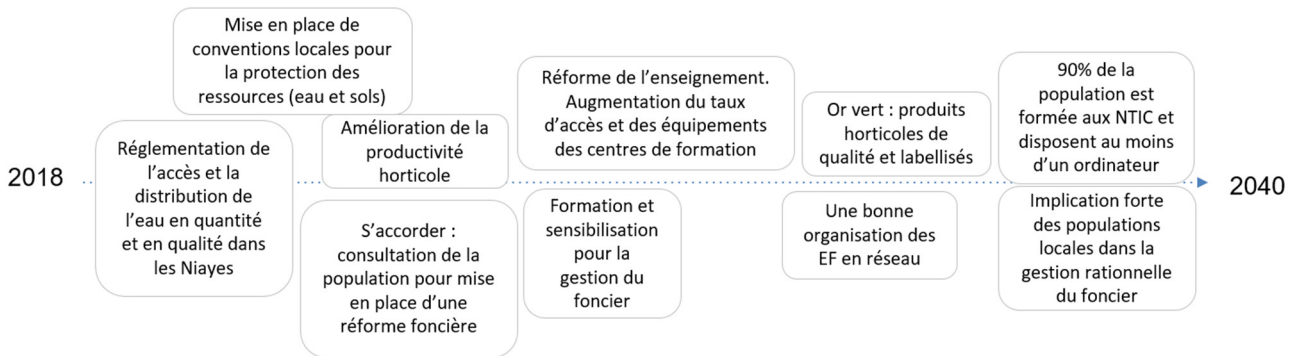 2018
Mise en place de
conventions locales pour
la protection des
ressources (eau et sols)
Réglementation de
l'accès et la
distribution de
l'eau en quantité
et en qualité dans
les Niayes
Amélioration de la
productivité
horticole
S'accorder :
consultation de la
population pour mise
en place d'une
réforme foncière
Réforme de l'enseignement.
Augmentation du taux
d'accès et des équipements
des centres de formation
Formation et
sensibilisation
pour la
gestion du
foncier
Or vert : produits
horticoles de
qualité et labellisés
Une bonne
organisation des
EF en réseau
90% de la
population est
formée aux NTIC et
disposent au moins
d'un ordinateur
Implication forte
des populations
locales dans la
gestion rationnelle
du foncier
2040